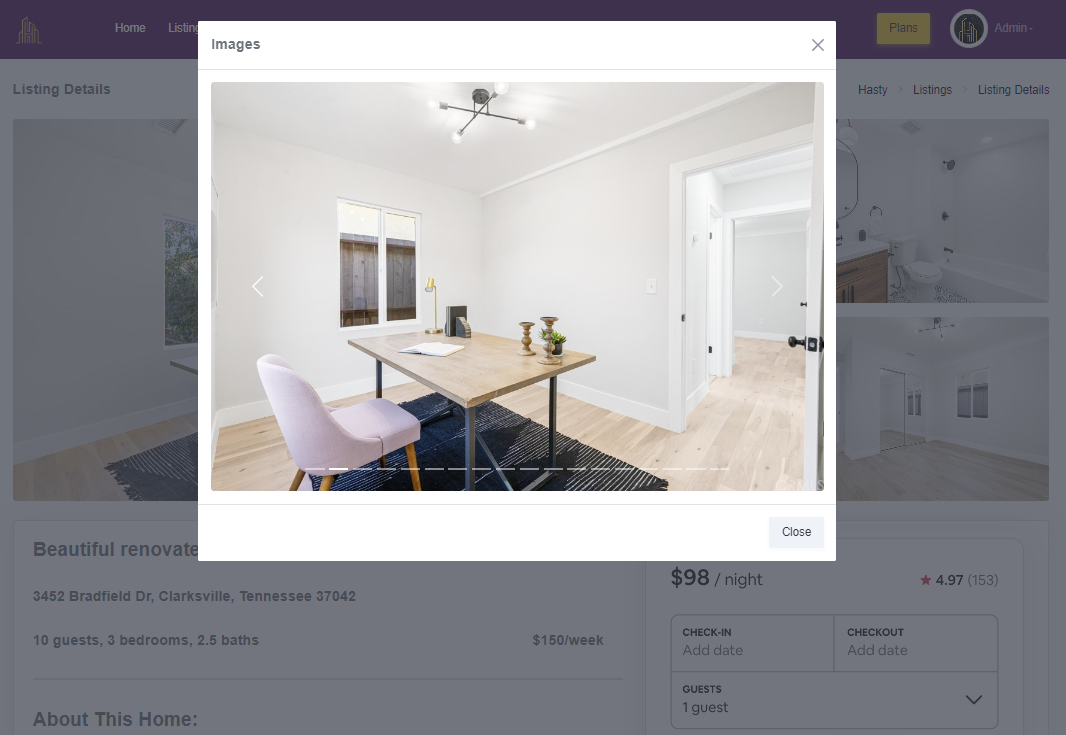 Home
Listing
Plans
Admin
Images
Listing Details
Hasty
Listings
Listing Details
Close
Beautiful
3452 Bradfield Dr, Clarksville, Tennessee 37042
10 guests, 3 bedrooms, 2.5 baths
$150/week
About This Home:
$98 / night
4.97 (153)
CHECK-IN
Add date
CHECKOUT
Add date
GUESTS
1 guest